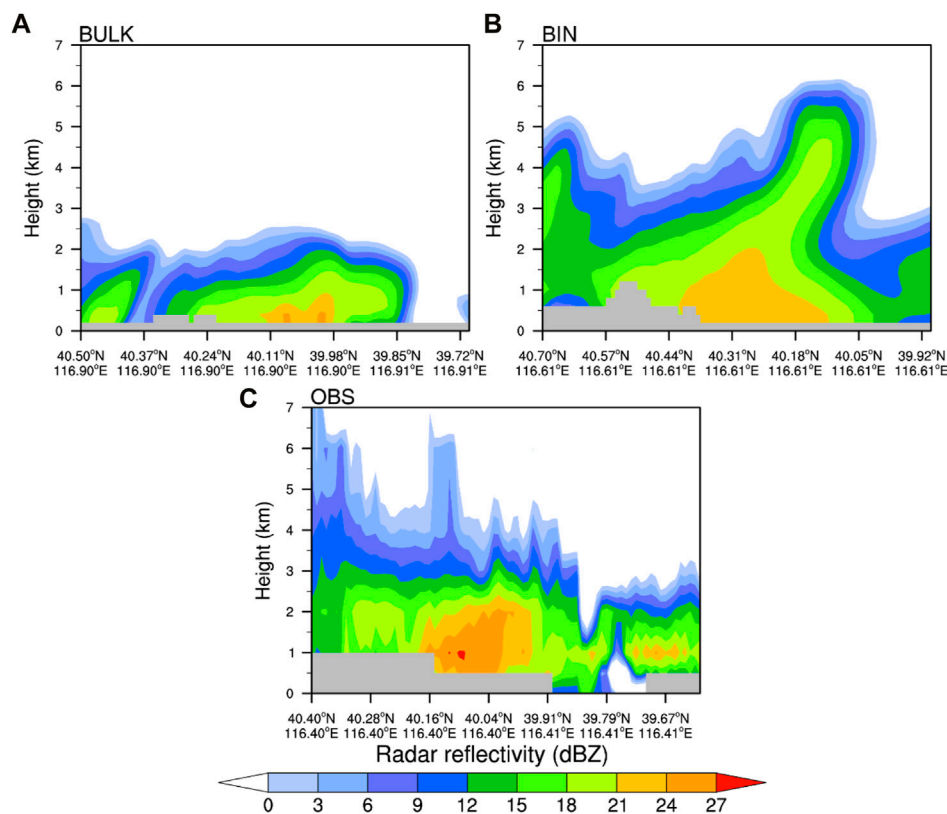 A
BULK
Height (km)
7
6
5
4
3
2
1
0
40.50°N 40.37°N 40.24°N 40.11°N 39.98°N 39.85°N 39.72°N
116.90°E 116.90°E 116.90°E 116.90°E 116.90°E 116.91°E 116.91°E
B
BIN
Height (km)
7
6
5
4
3
2
1
0
40.70°N 40.57°N 40.44°N 40.31°N 40.18°N 40.05°N 39.92°N
116.61°E 116.61°E 116.61°E 116.61°E 116.61°E 116.61°E 116.61°E
C
OBS
Height (km)
7
6
5
4
3
2
1
0
40.40°N 40.28°N 40.16°N 40.04°N 39.91°N 39.79°N 39.67°N
116.40°E 116.40°E 116.40°E 116.40°E 116.41°E 116.41°E 116.41°E
Radar reflectivity (dBZ)
0 3 6 9 12 15 18 21 24 27